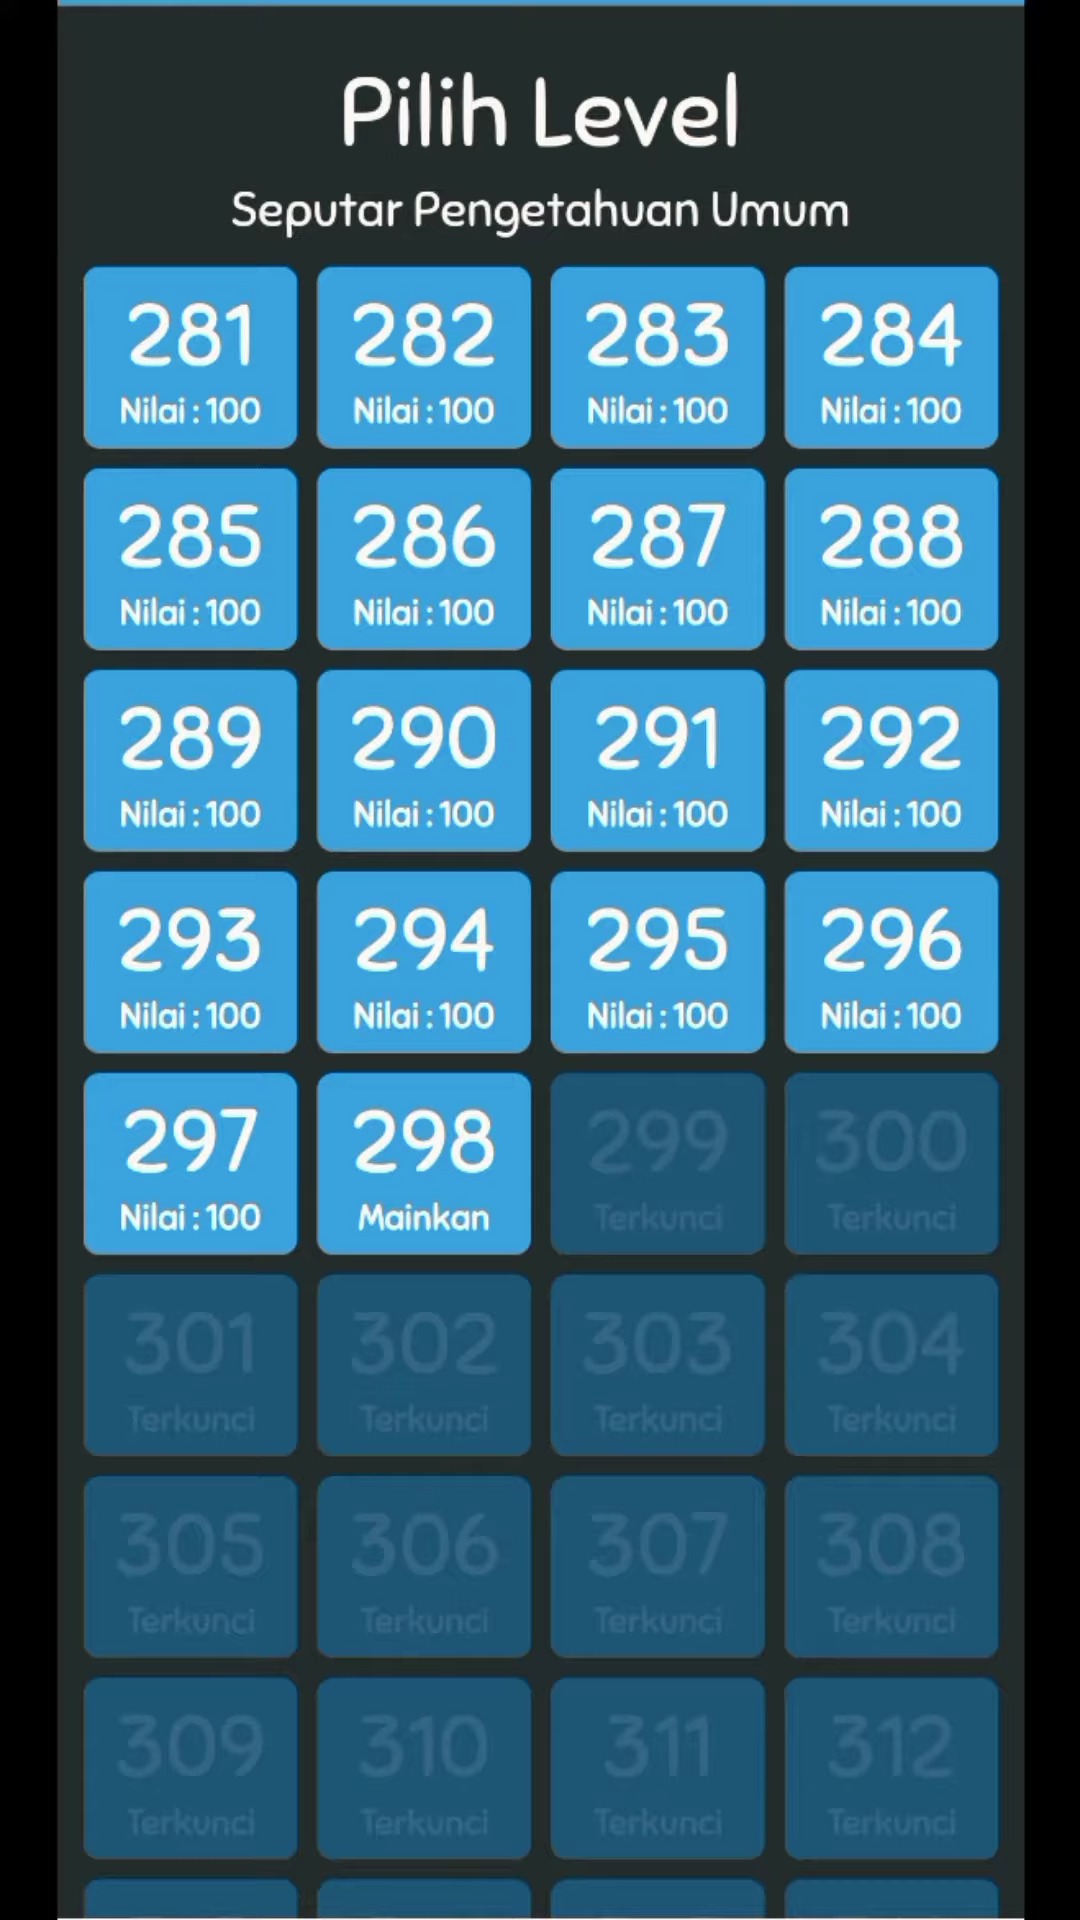 Pilih Level
Seputar Pengetahuan Umum
281 282 283 284
Nilai : 100 Nilai : 100 Nilai : 100 Nilai : 100
285 286 287 288
Nilai : 100 Nilai : 100 Nilai : 100 Nilai : 100
289 290 291 292
Nilai : 100 Nilai : 100 Nilai : 100 Nilai : 100
293 294 295 296
Nilai : 100 Nilai : 100 Nilai : 100 Nilai : 100
297 298 299 300
Nilai : 100 Mainkan Terkunci Terkunci
301 302 303 304
Terkunci Terkunci Terkunci Terkunci
305 306 307 308
Terkunci Terkunci Terkunci Terkunci
309 310 311 312
Terkunci Terkunci Terkunci Terkunci